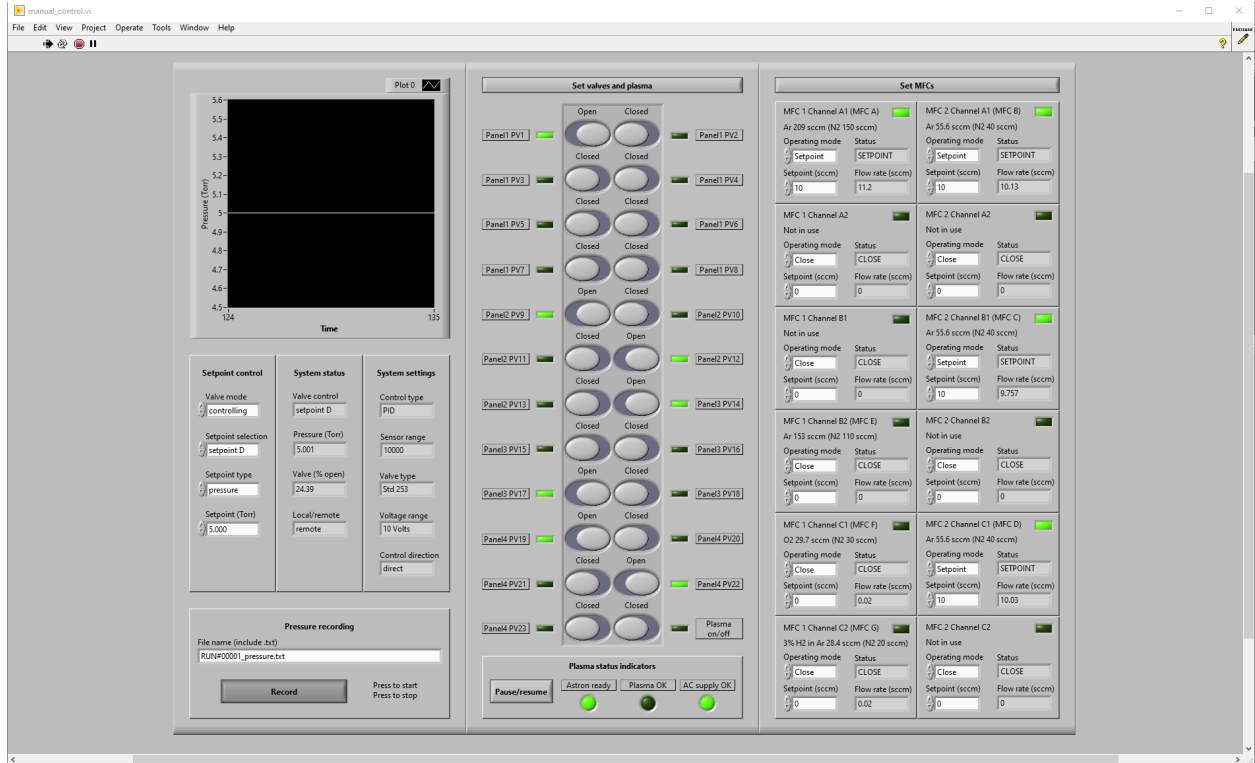 manual_control.vi
File Edit View Project Operate Tools Window Help
PRESSURE
Plot 0
5.6
5.5
5.4
5.3
5.2
5.1
5
4.9
4.8
4.7
4.6
4.5
Pressure (Torr)
124 135
Time
Setpoint control System status System settings
Valve mode Valve control Control type
controlling setpoint D PID
Setpoint selection Pressure (Torr) Sensor range
setpoint D 5.001 10000
Setpoint type Valve (% open) Valve type
pressure 24.39 Std 253
Setpoint (Torr) Local/remote Voltage range
5.000 remote 10 Volts
Control direction
direct
Pressure recording
File name (include .txt)
RUN#00001_pressure.txt
Record
Press to start
Press to stop
Set valves and plasma
Open Closed
Panel1 PV1 Panel1 PV2
Closed Closed
Panel1 PV3 Panel1 PV4
Closed Closed
Panel1 PV5 Panel1 PV6
Closed Closed
Panel1 PV7 Panel1 PV8
Open Closed
Panel2 PV9 Panel2 PV10
Closed Open
Panel2 PV11 Panel2 PV12
Closed Open
Panel2 PV13 Panel3 PV14
Closed Closed
Panel3 PV15 Panel3 PV16
Open Closed
Panel3 PV17 Panel3 PV18
Open Closed
Panel4 PV19 Panel4 PV20
Closed Open
Panel4 PV21 Panel4 PV22
Closed Closed
Panel4 PV23 Plasma
on/off
Plasma status indicators
Pause/resume Astron ready Plasma OK AC supply OK
Set MFCs
MFC 1 Channel A1 (MFC A)
Ar 209 sccm (N2 150 sccm)
Operating mode Status
Setpoint SETPOINT
Setpoint (sccm) Flow rate (sccm)
10 11.2
MFC 2 Channel A1 (MFC B)
Ar 55.6 sccm (N2 40 sccm)
Operating mode Status
Setpoint SETPOINT
Setpoint (sccm) Flow rate (sccm)
10 10.13
MFC 1 Channel A2
Not in use
Operating mode Status
Close CLOSE
Setpoint (sccm) Flow rate (sccm)
0 0
MFC 2 Channel A2
Not in use
Operating mode Status
Close CLOSE
Setpoint (sccm) Flow rate (sccm)
0 0
MFC 1 Channel B1
Not in use
Operating mode Status
Close CLOSE
Setpoint (sccm) Flow rate (sccm)
0 0
MFC 2 Channel B1 (MFC C)
Ar 55.6 sccm (N2 40 sccm)
Operating mode Status
Setpoint SETPOINT
Setpoint (sccm) Flow rate (sccm)
10 9.757
MFC 1 Channel B2 (MFC E)
Ar 153 sccm (N2 110 sccm)
Operating mode Status
Close CLOSE
Setpoint (sccm) Flow rate (sccm)
0 0
MFC 2 Channel B2
Not in use
Operating mode Status
Close CLOSE
Setpoint (sccm) Flow rate (sccm)
0 0
MFC 1 Channel C1 (MFC F)
O2 29.7 sccm (N2 30 sccm)
Operating mode Status
Close CLOSE
Setpoint (sccm) Flow rate (sccm)
0 0.02
MFC 2 Channel C1 (MFC D)
Ar 55.6 sccm (N2 40 sccm)
Operating mode Status
Setpoint SETPOINT
Setpoint (sccm) Flow rate (sccm)
10 10.03
MFC 1 Channel C2 (MFC G)
3% H2 in Ar 28.4 sccm (N2 20 sccm)
Operating mode Status
Close CLOSE
Setpoint (sccm) Flow rate (sccm)
0 0.02
MFC 2 Channel C2
Not in use
Operating mode Status
Close CLOSE
Setpoint (sccm) Flow rate (sccm)
0 0